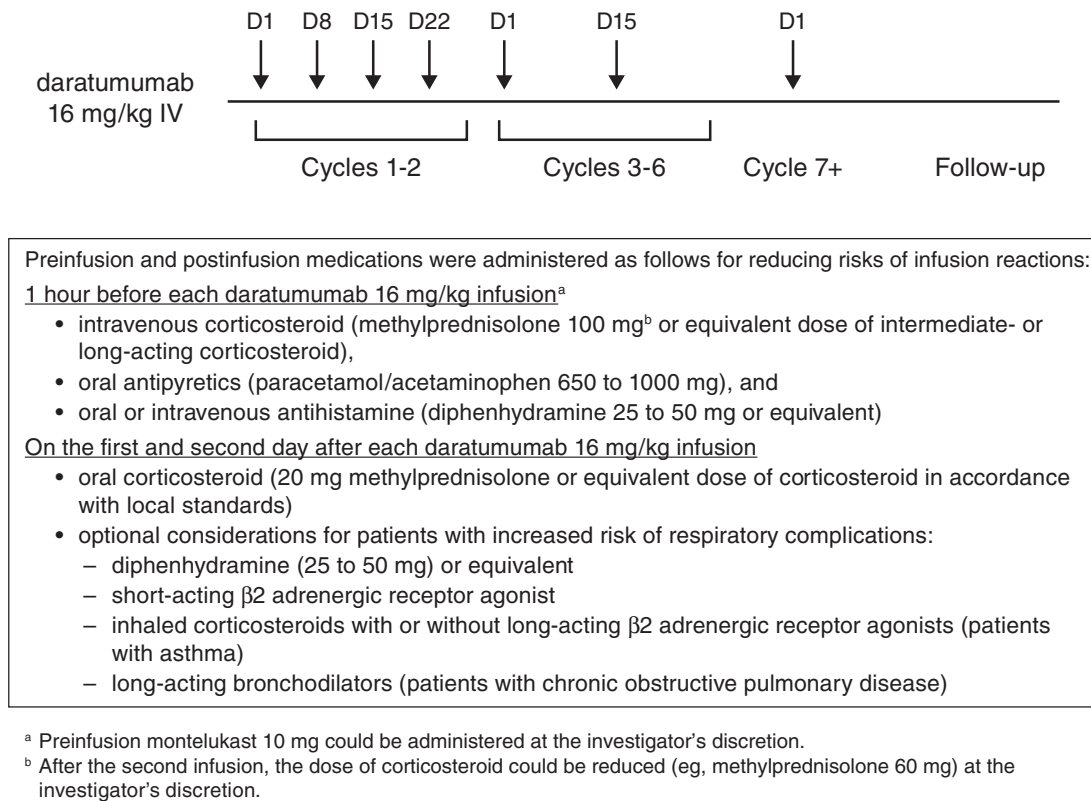 D1 D8 D15 D22 D1 D15 D1
daratumumab
16 mg/kg IV
Cycles 1-2 Cycles 3-6 Cycle 7+ Follow-up
Preinfusion and postinfusion medications were administered as follows for reducing risks of infusion reactions:
1 hour before each daratumumab 16 mg/kg infusionᵃ
• intravenous corticosteroid (methylprednisolone 100 mgᵇ or equivalent dose of intermediate- or
long-acting corticosteroid),
• oral antipyretics (paracetamol/acetaminophen 650 to 1000 mg), and
• oral or intravenous antihistamine (diphenhydramine 25 to 50 mg or equivalent)
On the first and second day after each daratumumab 16 mg/kg infusion
• oral corticosteroid (20 mg methylprednisolone or equivalent dose of corticosteroid in accordance
with local standards)
• optional considerations for patients with increased risk of respiratory complications:
– diphenhydramine (25 to 50 mg) or equivalent
– short-acting β2 adrenergic receptor agonist
– inhaled corticosteroids with or without long-acting β2 adrenergic receptor agonists (patients
with asthma)
– long-acting bronchodilators (patients with chronic obstructive pulmonary disease)
ᵃ Preinfusion montelukast 10 mg could be administered at the investigator's discretion.
ᵇ After the second infusion, the dose of corticosteroid could be reduced (eg, methylprednisolone 60 mg) at the
investigator's discretion.